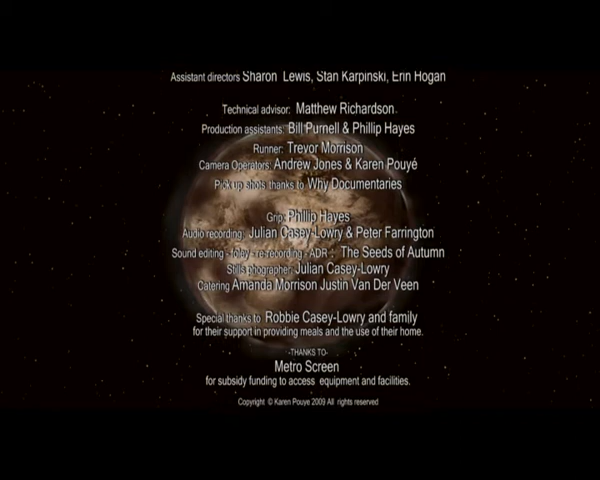 Assistant directors Sharon Lewis, Stan Karpinski, Erin Hogan
Technical advisor: Matthew Richardson
Production assistants: Bill Purnell & Phillip Hayes
Runner: Trevor Morrison
Camera Operators: Andrew Jones & Karen Pouyé
Pick up shots thanks to Why Documentaries
Grip: Phillip Hayes
Audio recording: Julian Casey-Lowry & Peter Farrington
Sound editing - foley - re-recording - ADR : The Seeds of Autumn
Stills phographer: Julian Casey-Lowry
Catering Amanda Morrison Justin Van Der Veen
Special thanks to Robbie Casey-Lowry and family
for their support in providing meals and the use of their home.
-THANKS TO-
Metro Screen
for subsidy funding to access equipment and facilities.
Copyright © Karen Pouye 2009 All rights reserved